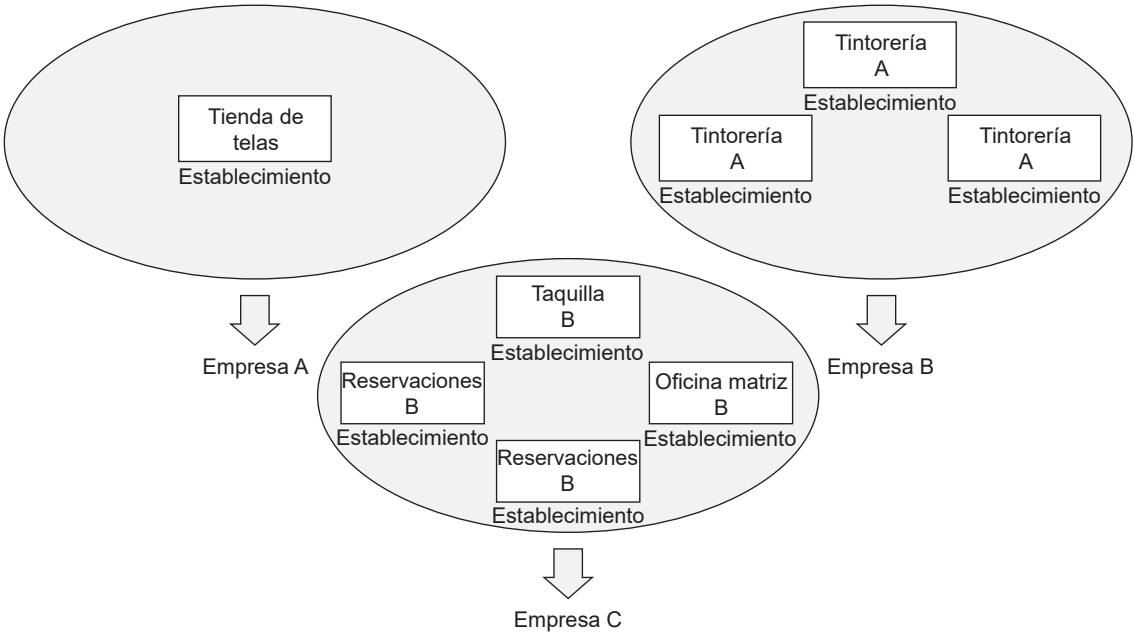 Tienda de
telas
Establecimiento
Empresa A
Tintorería
A
Establecimiento
Tintorería
A
Establecimiento
Tintorería
A
Establecimiento
Empresa B
Taquilla
B
Establecimiento
Reservaciones
B
Establecimiento
Oficina matriz
B
Establecimiento
Reservaciones
B
Establecimiento
Empresa C